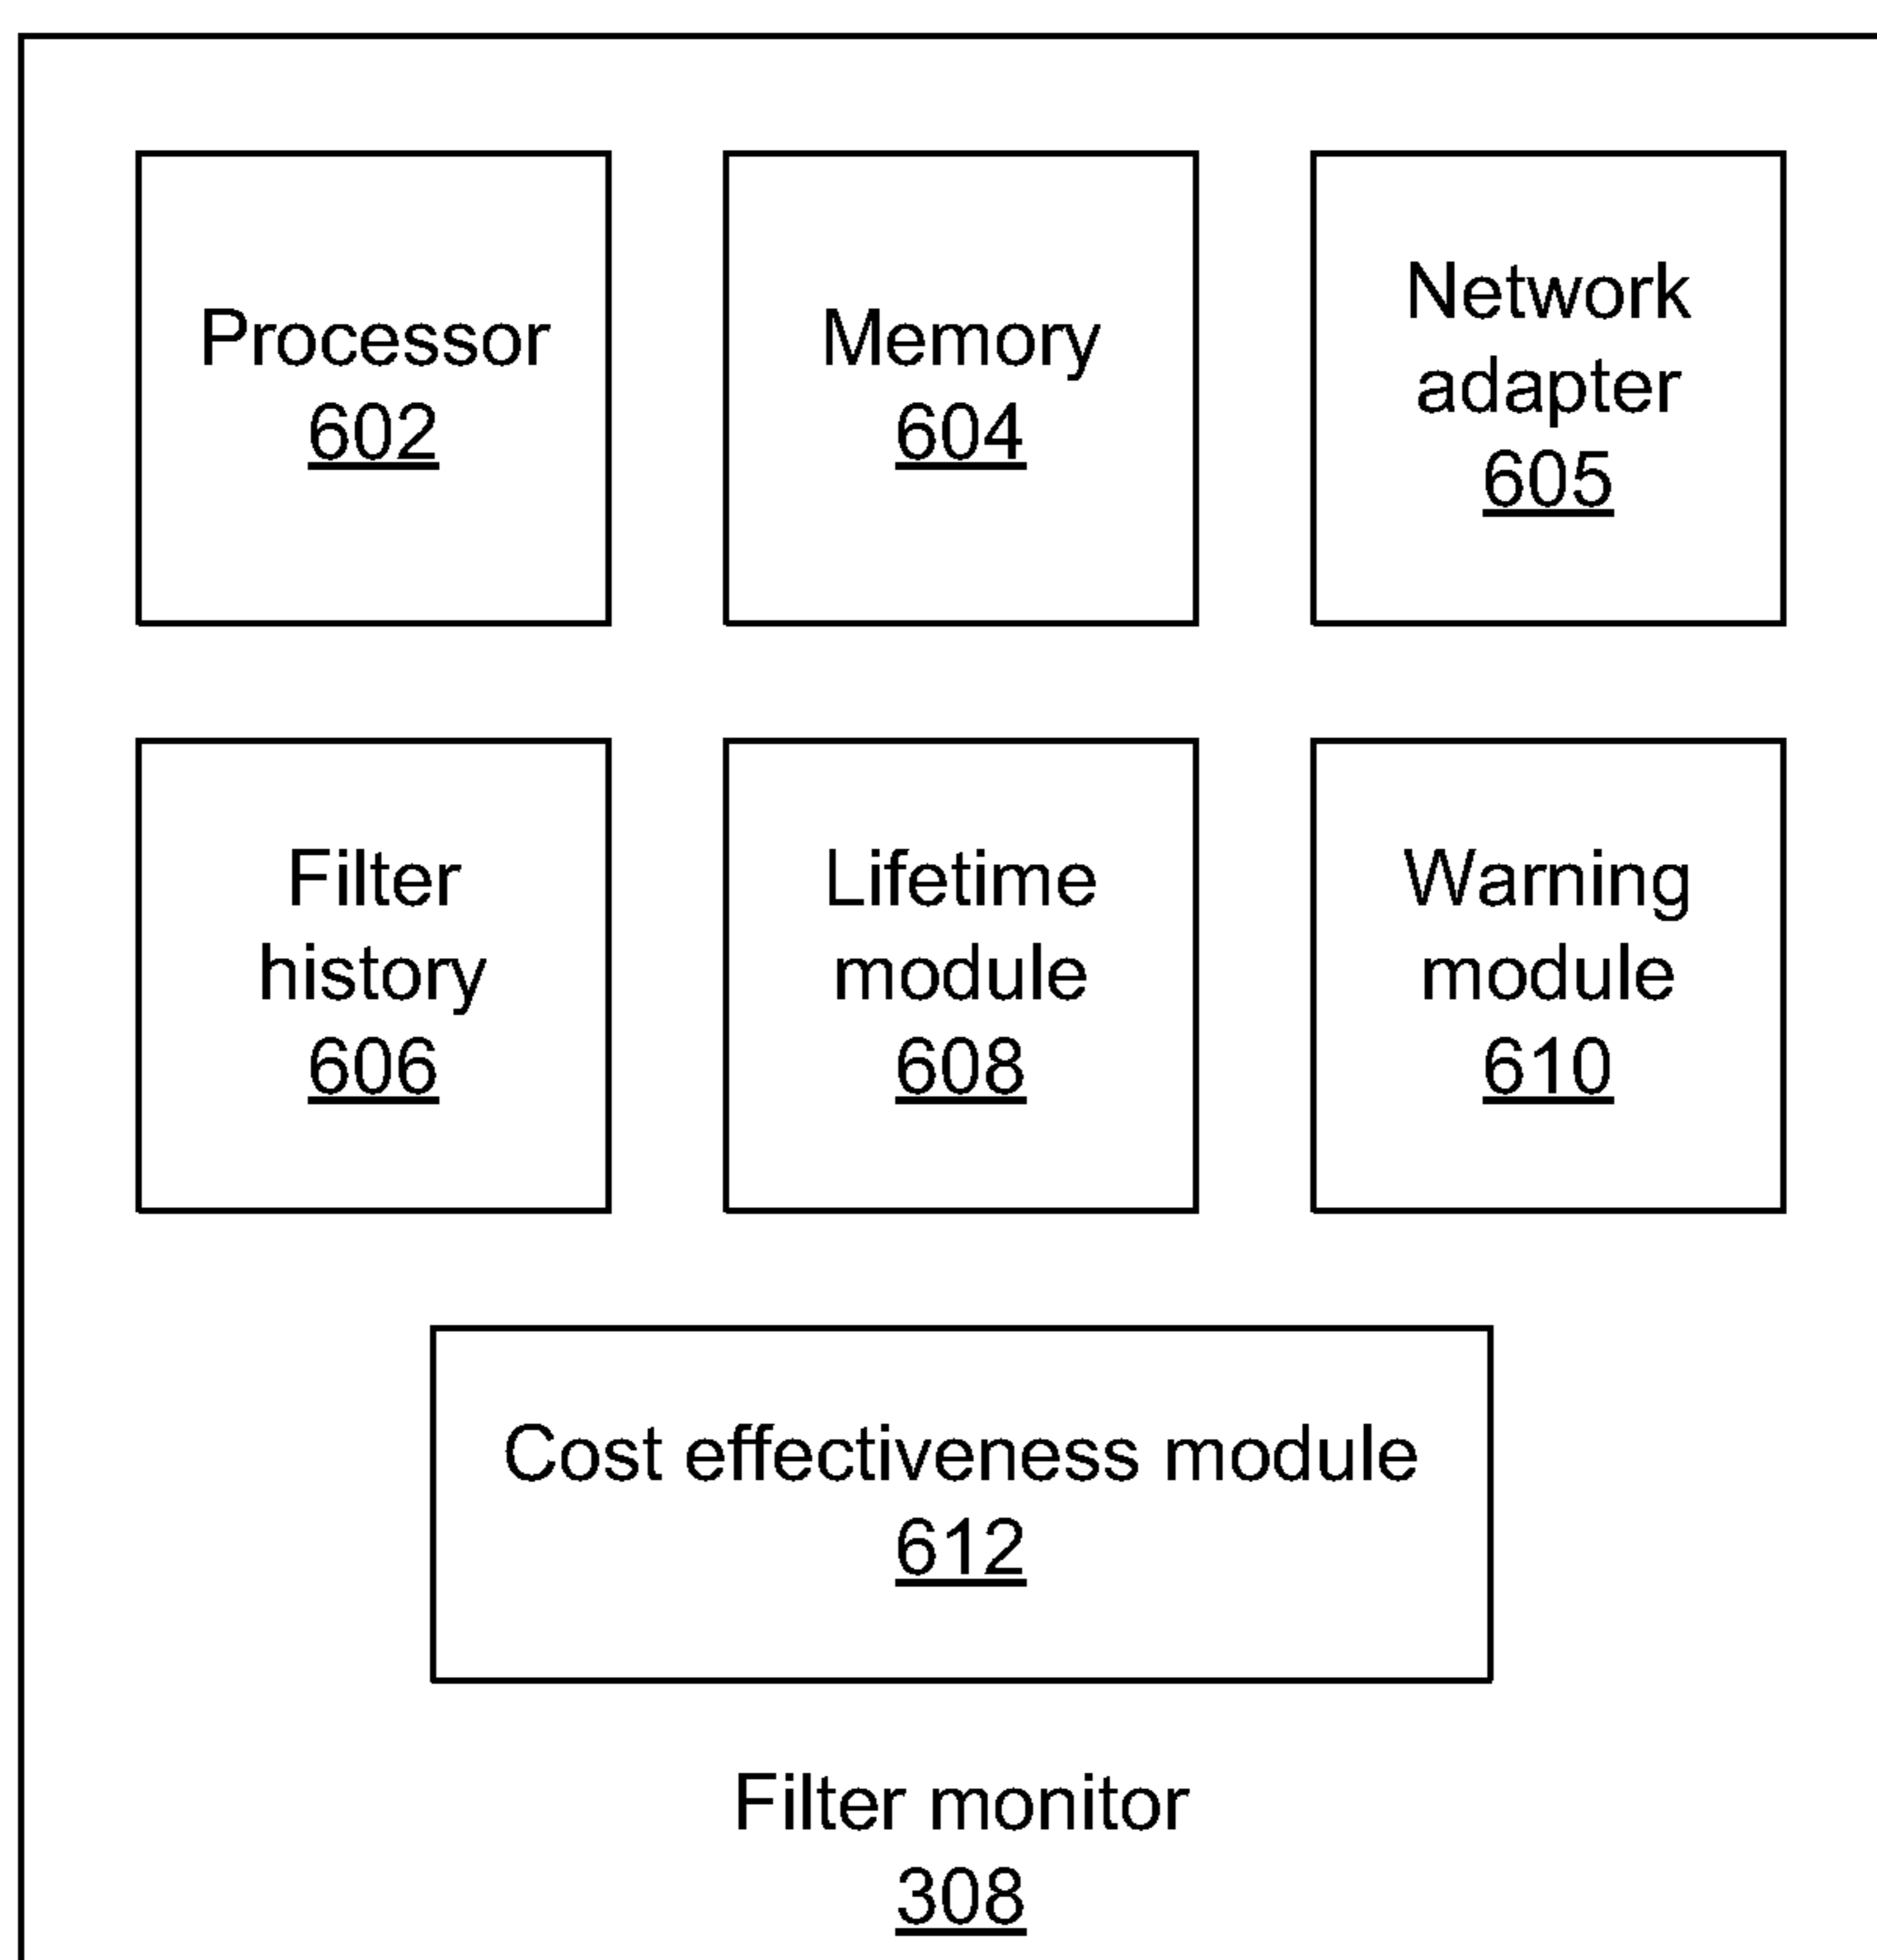 Processor
602
Memory
604
Network
adapter
605
Filter
history
606
Lifetime
module
608
Warning
module
610
Cost effectiveness module
612
Filter monitor
308